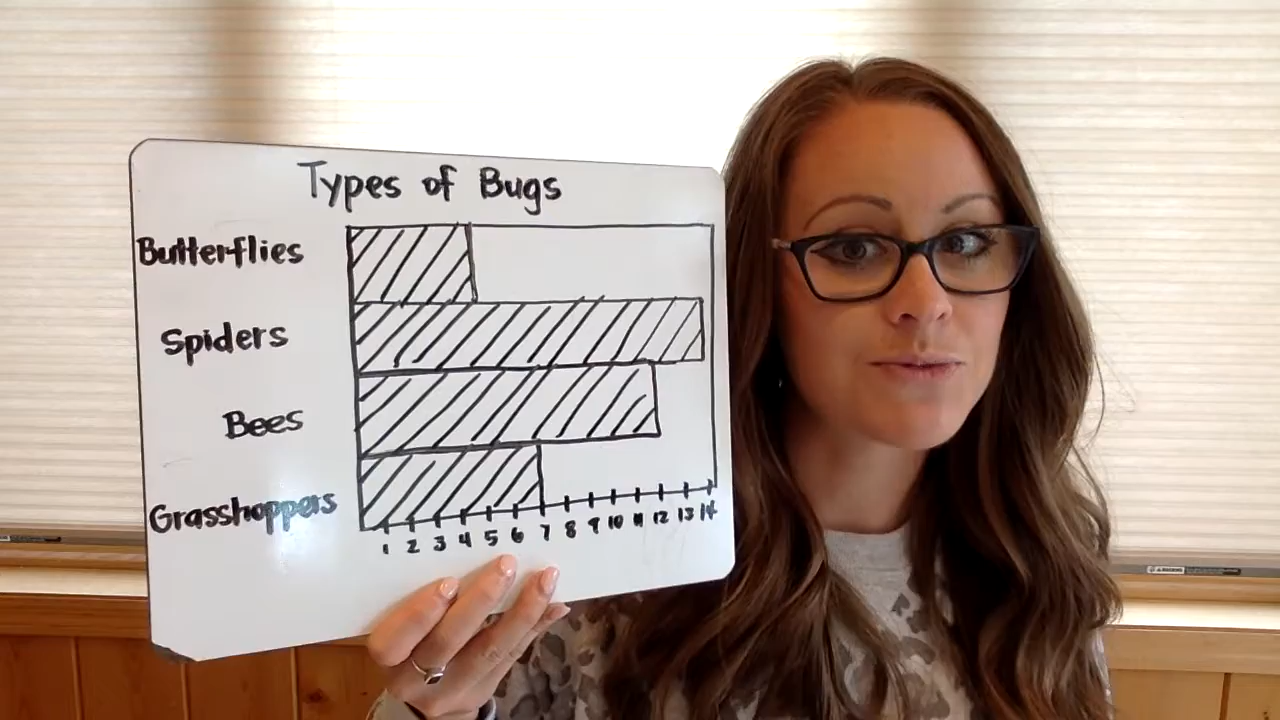 Types of Bugs
Butterflies
Spiders
Bees
Grasshoppers
1 2 3 4 5 6 7 8 9 10 11 12 13 14